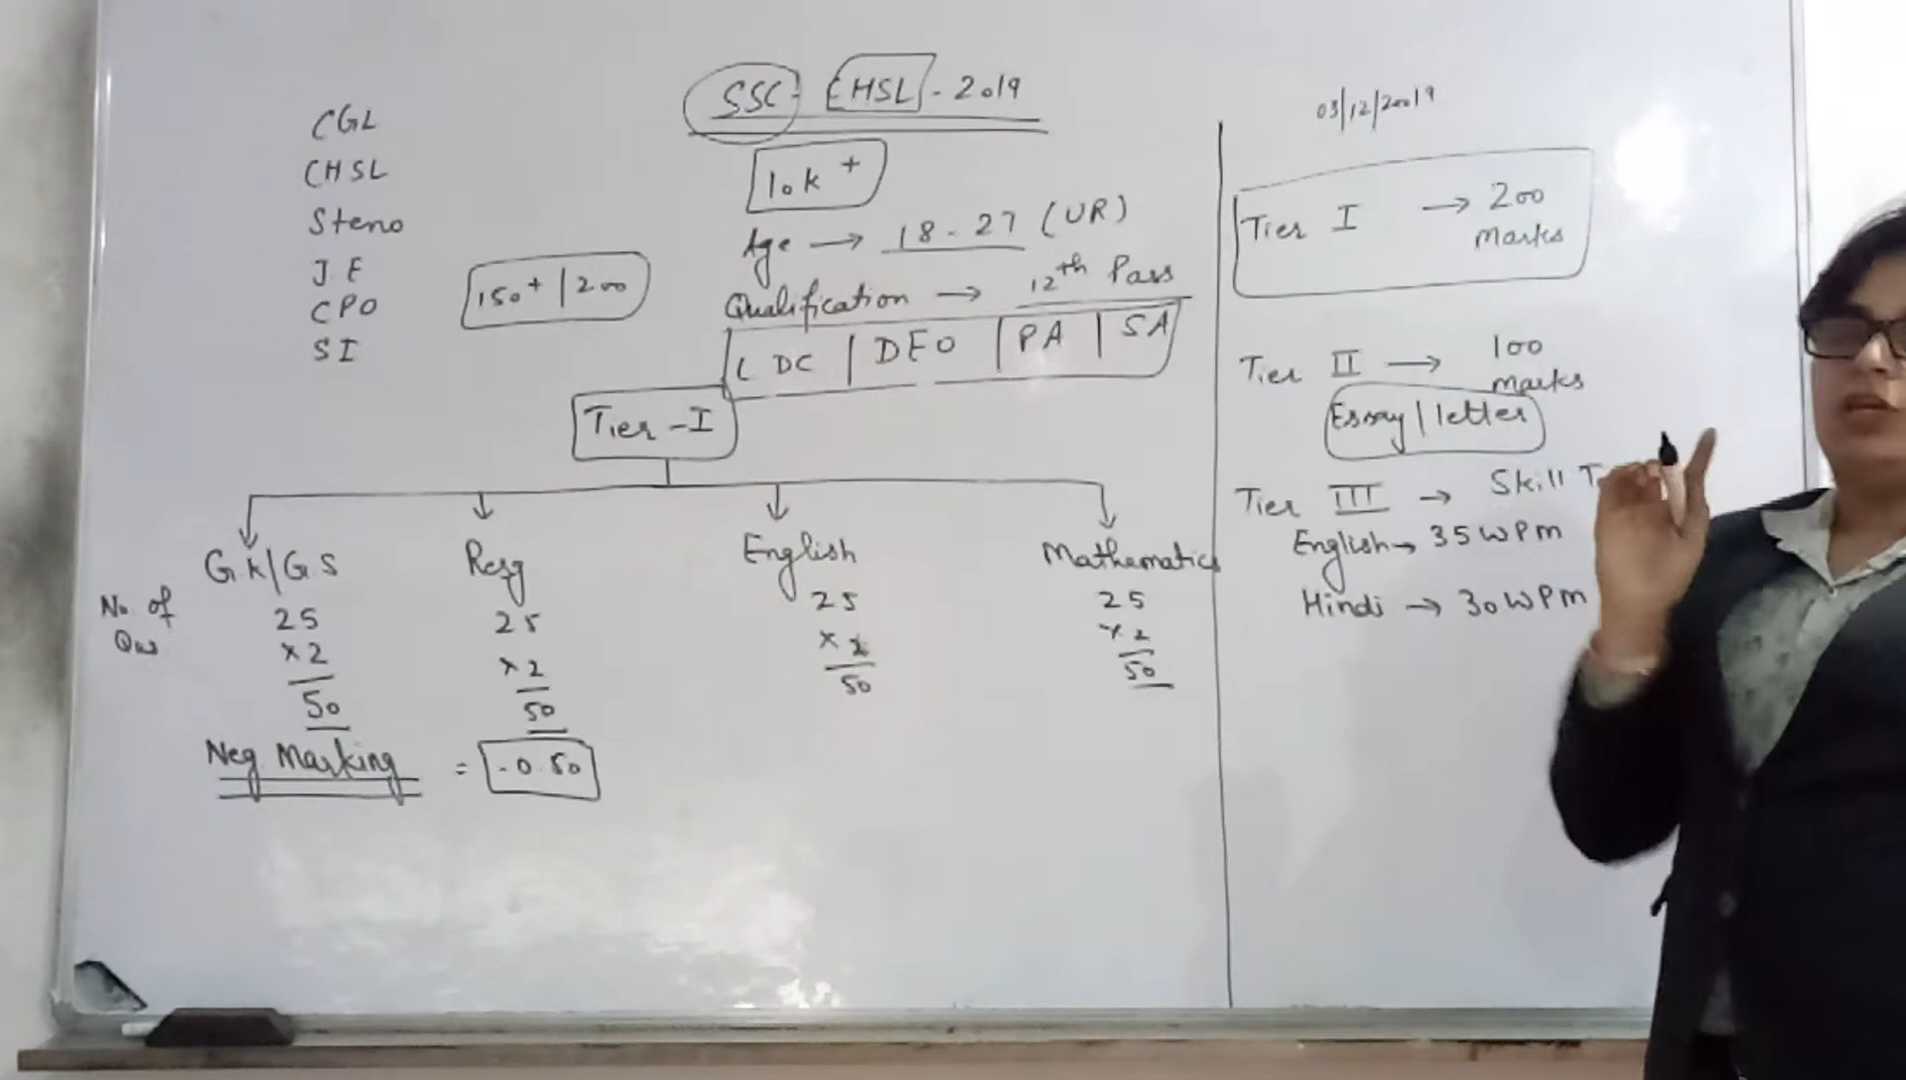 SSC - CHSL - 2019
03/12/2019
CGL
CHSL
Steno
J.E
CPO
SI
150+ | 200
10k +
Age → 18 - 27 (UR)
Qualification → 12th Pass
LDC | DEO | PA | SA
Tier - I
G.K/G.S
Resg
English
Mathematics
No. of
Qus
25
×2
50
25
×2
50
25
×2
50
25
×2
50
Neg. Marking = -0.50
Tier I → 200
Marks
Tier II → 100
marks
Essay / letter
Tier III → Skill
English → 35 WPM
Hindi → 30 WPM